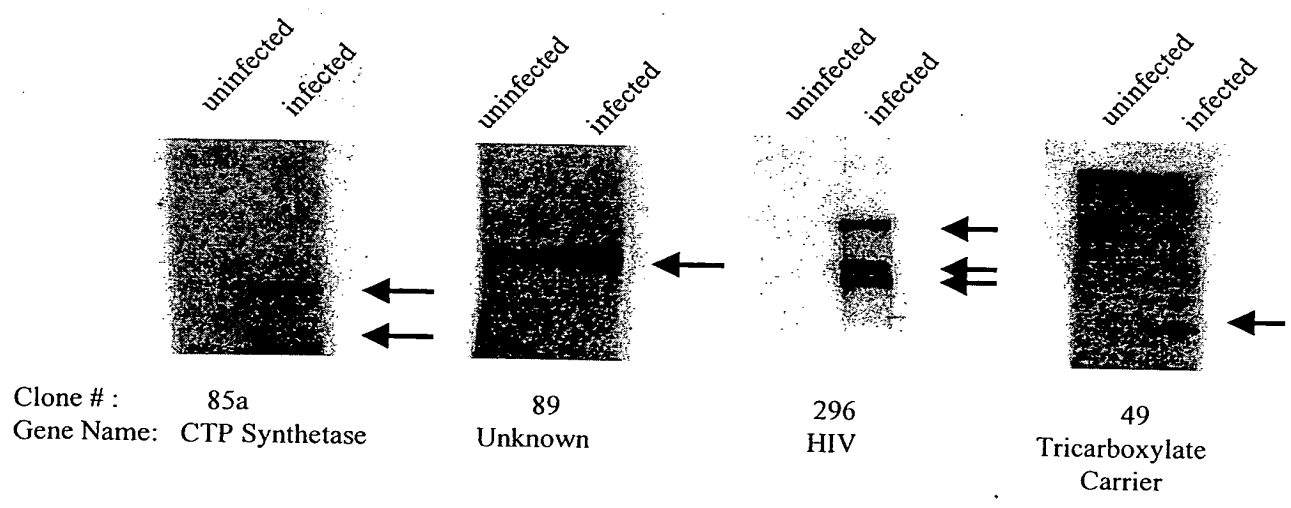 uninfected infected uninfected infected uninfected infected uninfected infected
Clone # : 85a 89 296 49
Gene Name: CTP Synthetase Unknown HIV Tricarboxylate
Carrier